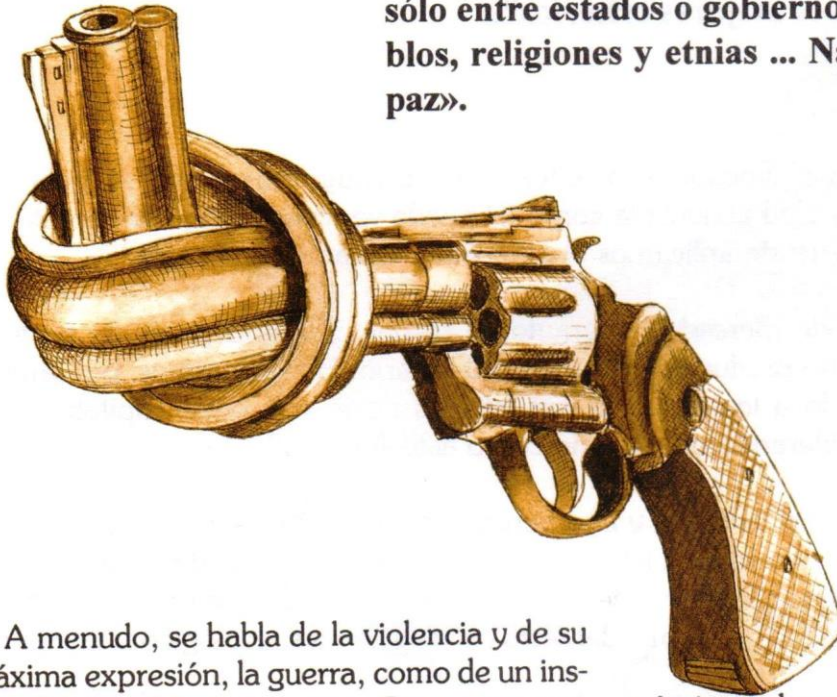 sólo entre estados o gobierno
blos, religiones y etnias ... Na
paz».
A menudo, se habla de la violencia y de su
áxima expresión, la guerra, como de un ins-